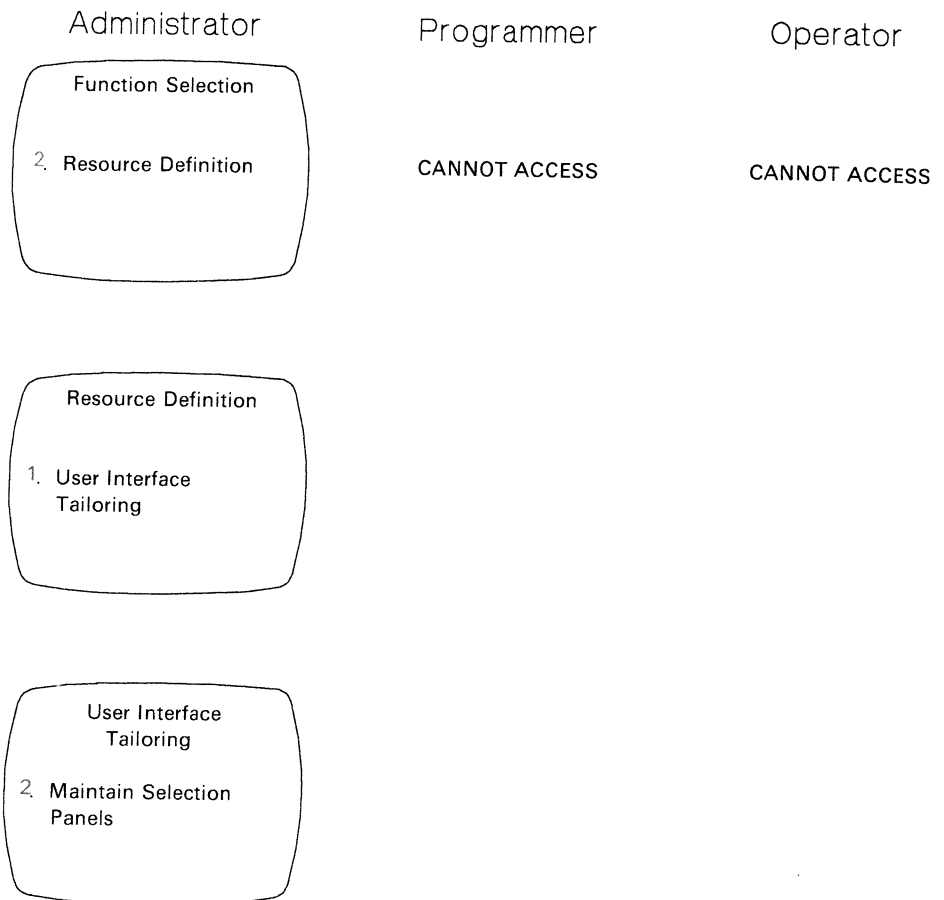 Administrator
Programmer
Operator
Function Selection
2. Resource Definition
CANNOT ACCESS
CANNOT ACCESS
Resource Definition
1. User Interface
Tailoring
User Interface
Tailoring
2. Maintain Selection
Panels